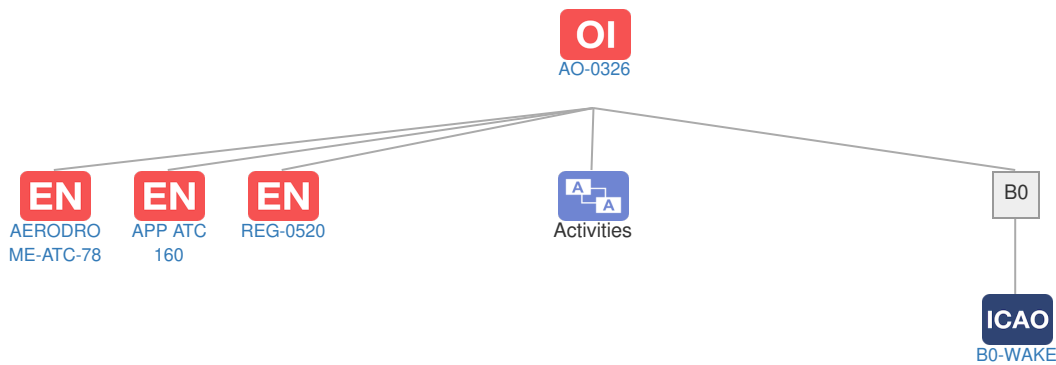 OI
AO-0326
EN
AERODRO
ME-ATC-78
EN
APP ATC
160
EN
REG-0520
A
A
Activities
B0
ICAO
B0-WAKE